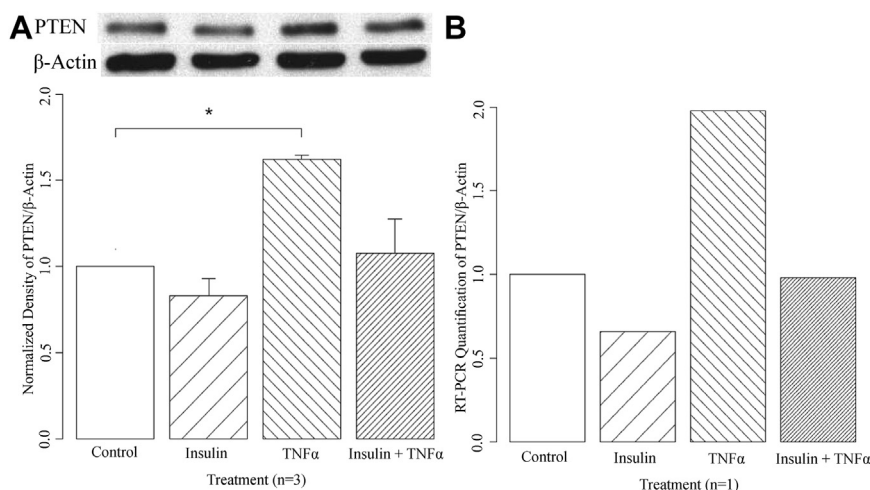 A
PTEN
β-Actin
Normalized Density of PTEN/β-Actin
2.0
1.5
1.0
0.5
0.0
*
Control
Insulin
TNFα
Insulin + TNFα
Treatment (n=3)
B
RT-PCR Quantification of PTEN/β-Actin
2.0
1.5
1.0
0.5
0.0
Control
Insulin
TNFα
Insulin + TNFα
Treatment (n=1)